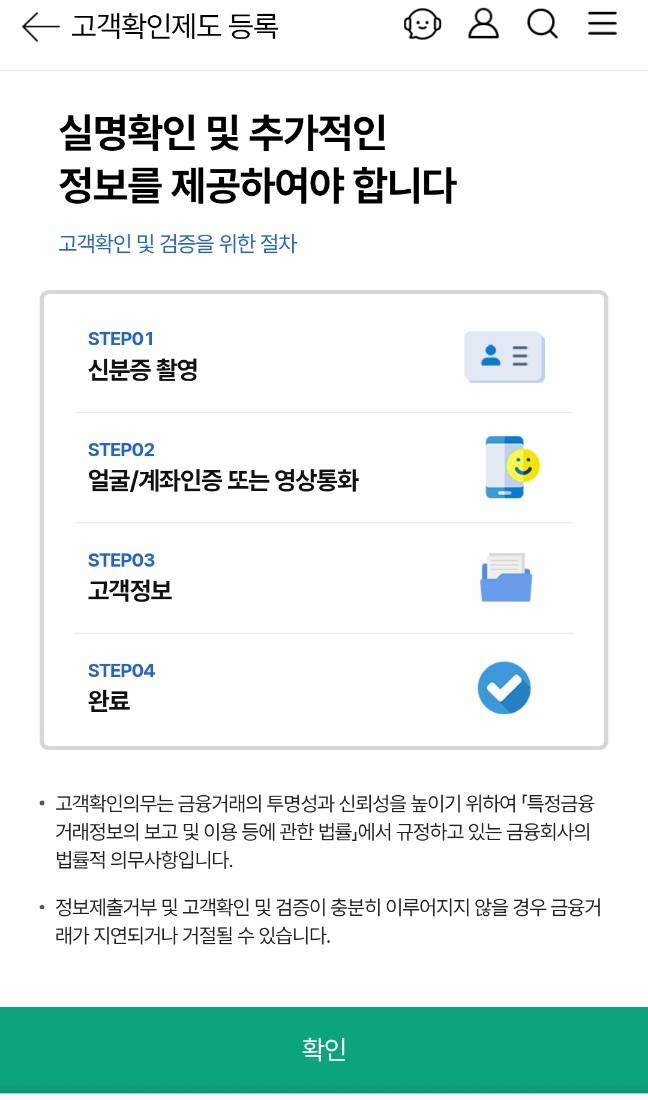 고객확인제도 등록
실명확인 및 추가적인
정보를 제공하여야 합니다
고객확인 및 검증을 위한 절차
STEP01
신분증 촬영
STEP02
얼굴/계좌인증 또는 영상통화
STEP03
고객정보
STEP04
완료
• 고객확인의무는 금융거래의 투명성과 신뢰성을 높이기 위하여 「특정금융
거래정보의 보고 및 이용 등에 관한 법률」에서 규정하고 있는 금융회사의
법률적 의무사항입니다.
• 정보제출거부 및 고객확인 및 검증이 충분히 이루어지지 않을 경우 금융거
래가 지연되거나 거절될 수 있습니다.
확인